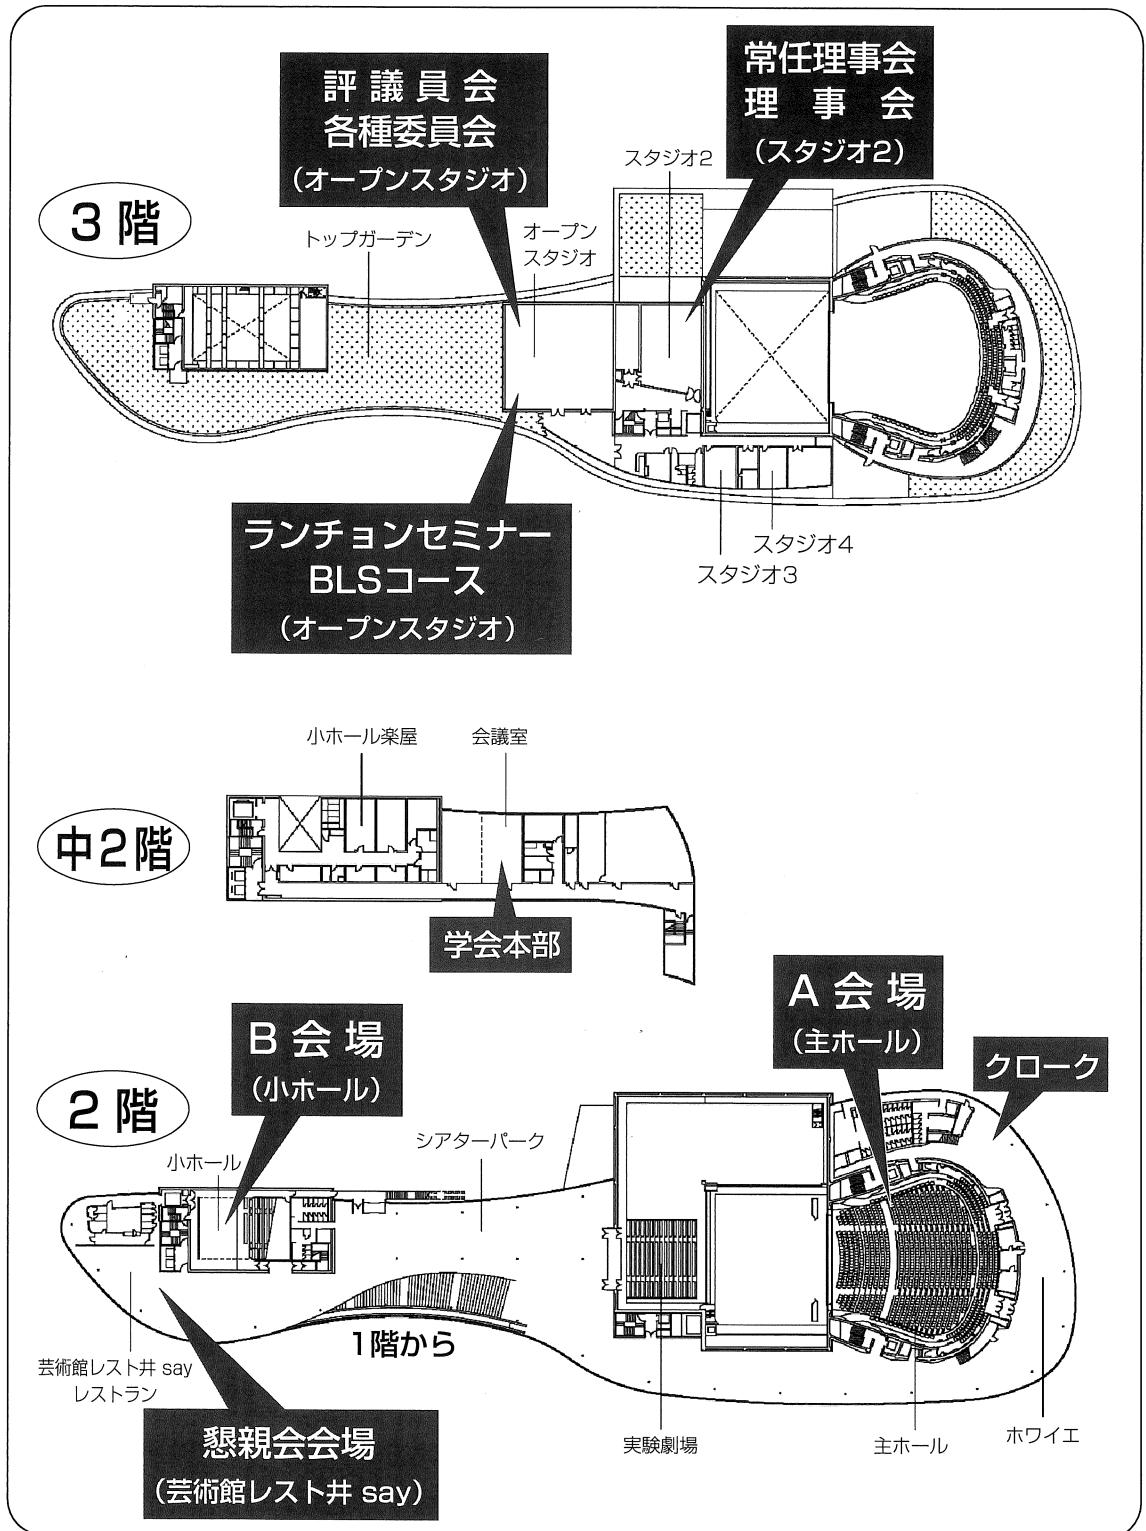 評議員会
各種委員会
（オープンスタジオ）
常任理事会
理事会
（スタジオ2）
スタジオ2
3階
トップガーデン
オープン
スタジオ
ランチョンセミナー
BLSコース
（オープンスタジオ）
スタジオ4
スタジオ3
小ホール楽屋
会議室
中2階
学会本部
A会場
（主ホール）
B会場
（小ホール）
クローク
2階
シアターパーク
小ホール
1階から
芸術館レスト井 say
レストラン
懇親会会場
（芸術館レスト井 say）
実験劇場
主ホール
ホワイエ